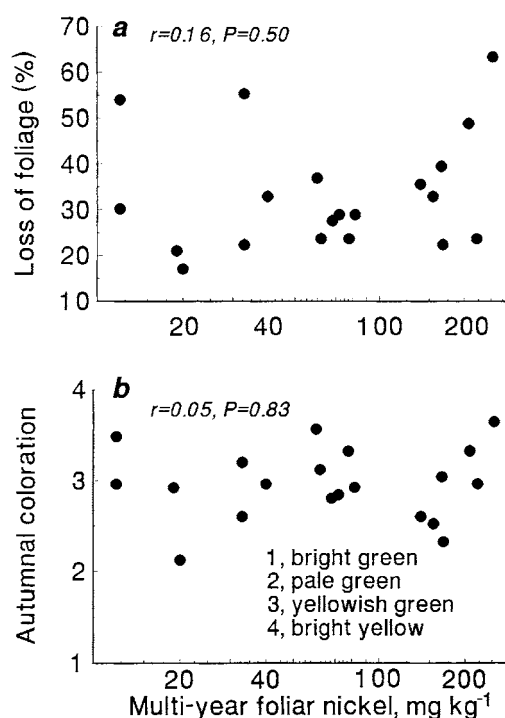 a
r=0.16, P=0.50
Loss of foliage (%)
70
60
50
40
30
20
10
20
40
100
200
b
r=0.05, P=0.83
Autumnal coloration
4
3
2
1
1, bright green
2, pale green
3, yellowish green
4, bright yellow
20
40
100
200
Multi-year foliar nickel, mg kg⁻¹